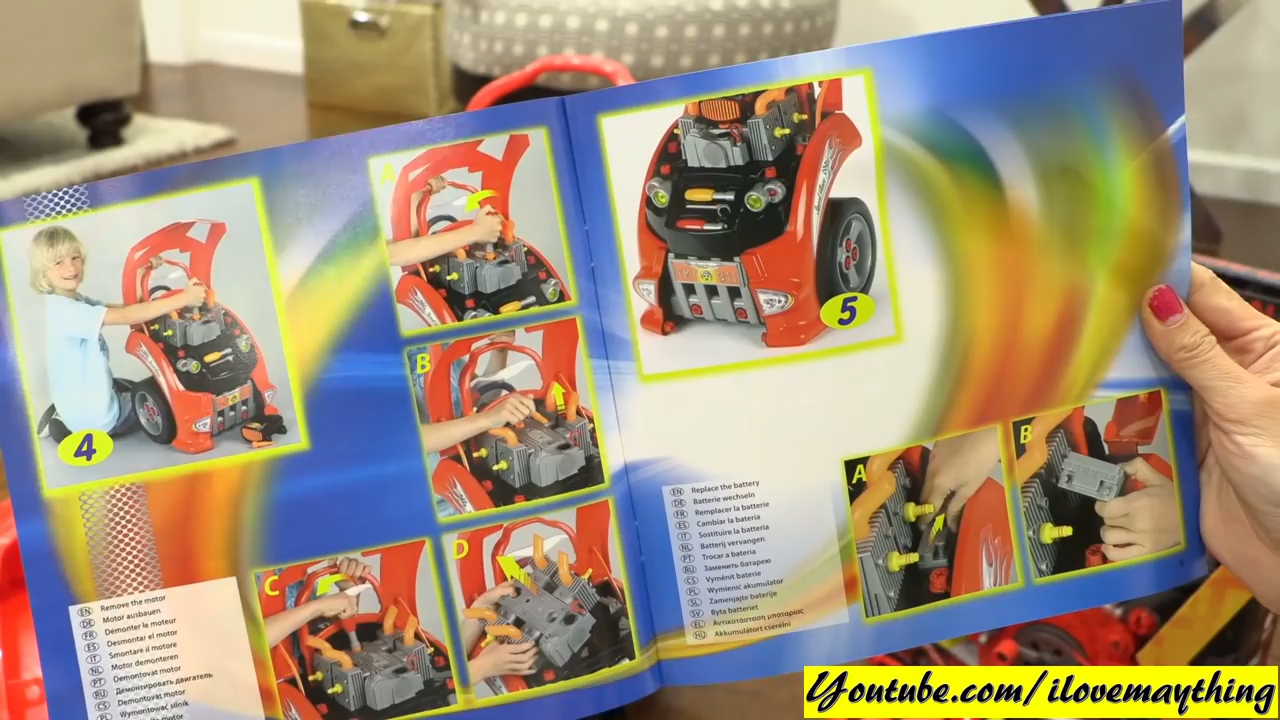 A
5
4
B
EN Replace the battery
DE Batterie wechseln
FR Remplacer la batterie
ES Cambiar la bateria
IT Sostituire la batteria
NL Batterij vervangen
PT Trocar a bateria
RU Заменить батарею
CS Vyměnit baterie
PL Wymienić akumulator
SL Zamenjajte baterije
SV Byta batteriet
EL Αντικατάσταση μπαταρίας
HU Akkumulátort cserélni
A
B
C
D
EN Remove the motor
DE Motor ausbauen
FR Démonter le moteur
ES Desmontar el motor
IT Smontare il motore
NL Motor demonteren
PT Demontovat motor
RU Демонтировать двигатель
CS Demontovat motor
PL Wymontować silnik
motor
Youtube.com/ilovemaything